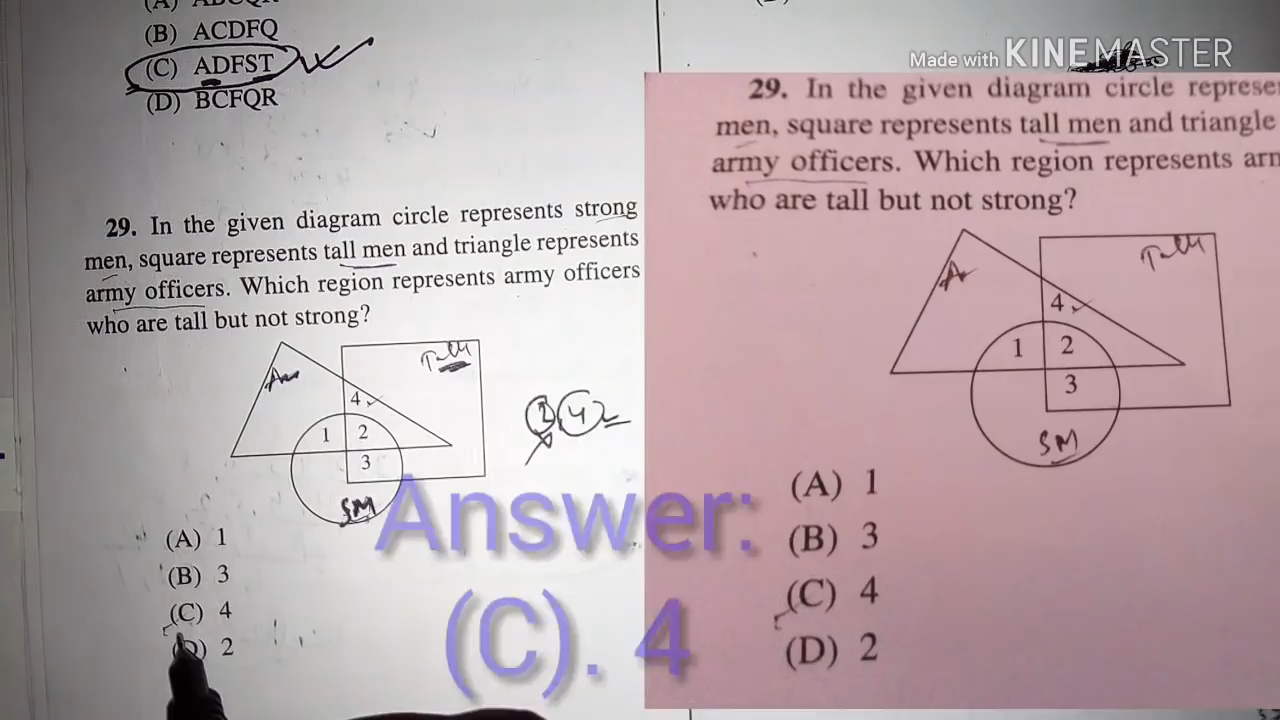 (B) ACDFQ
(C) ADFST
(D) BCFQR
29. In the given diagram circle represents strong
men, square represents tall men and triangle represents
army officers. Which region represents army officers
who are tall but not strong?
Tall
4
1 2
3
SM
(A) 1
(B) 3
(C) 4
(D) 2
4
Made with KINEMASTER
29. In the given diagram circle represe
men, square represents tall men and triangle
army officers. Which region represents arm
who are tall but not strong?
A
Tall
4
1 2
3
SM
(A) 1
(B) 3
(C) 4
(D) 2
Answer:
(C). 4